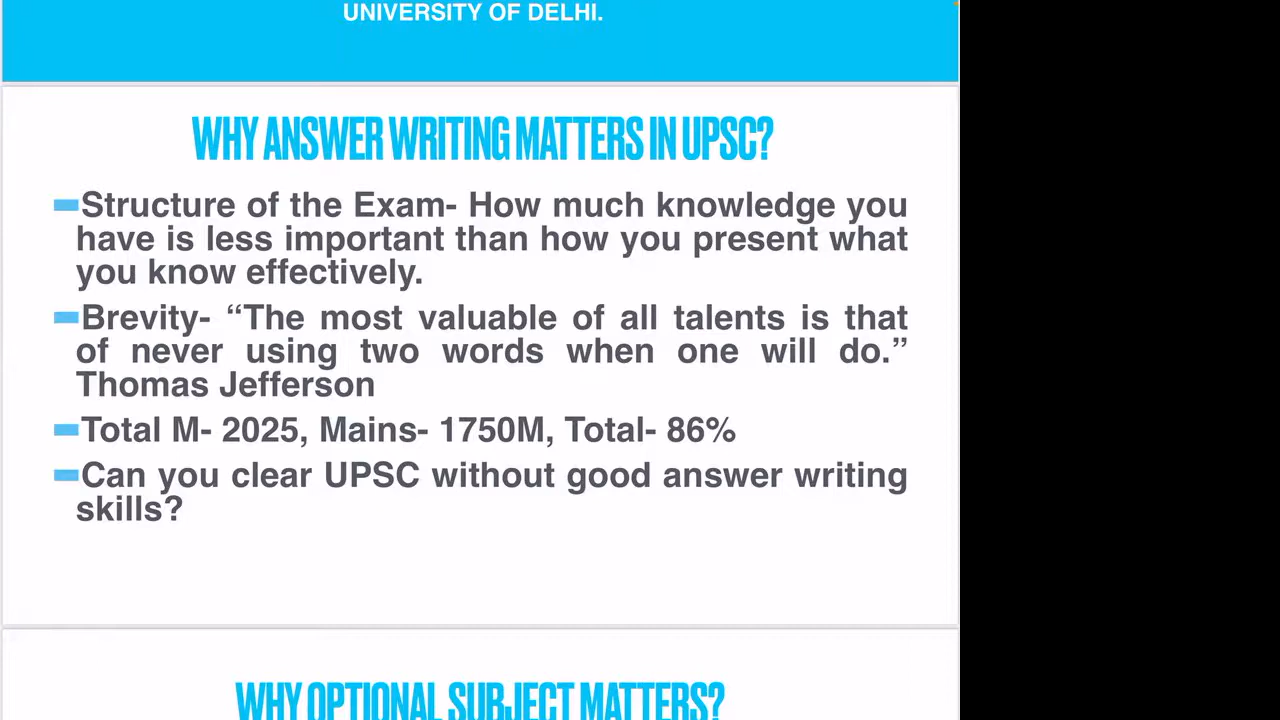 UNIVERSITY OF DELHI.
WHY ANSWER WRITING MATTERS IN UPSC?
Structure of the Exam- How much knowledge you
have is less important than how you present what
you know effectively.
Brevity- “The most valuable of all talents is that
of never using two words when one will do.”
Thomas Jefferson
Total M- 2025, Mains- 1750M, Total- 86%
Can you clear UPSC without good answer writing
skills?
WHY OPTIONAL SUBJECT MATTERS?